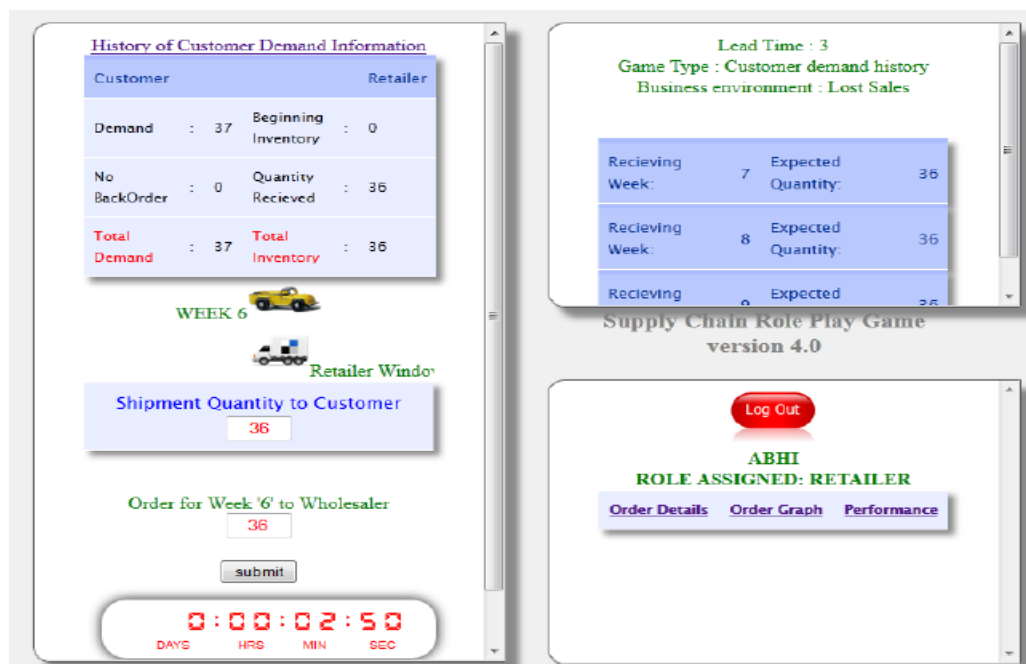 History of Customer Demand Information
Customer Retailer
Demand : 37 Beginning Inventory : 0
No BackOrder : 0 Quantity Recieved : 36
Total Demand : 37 Total Inventory : 36
WEEK 6
Retailer Windo
Shipment Quantity to Customer
36
Order for Week '6' to Wholesaler
36
submit
0:00:02:50
DAYS HRS MIN SEC
Lead Time : 3
Game Type : Customer demand history
Business environment : Lost Sales
Recieving Week: 7 Expected Quantity: 36
Recieving Week: 8 Expected Quantity: 36
Recieving 9 Expected 36
Supply Chain Role Play Game
version 4.0
Log Out
ABHI
ROLE ASSIGNED: RETAILER
Order Details Order Graph Performance